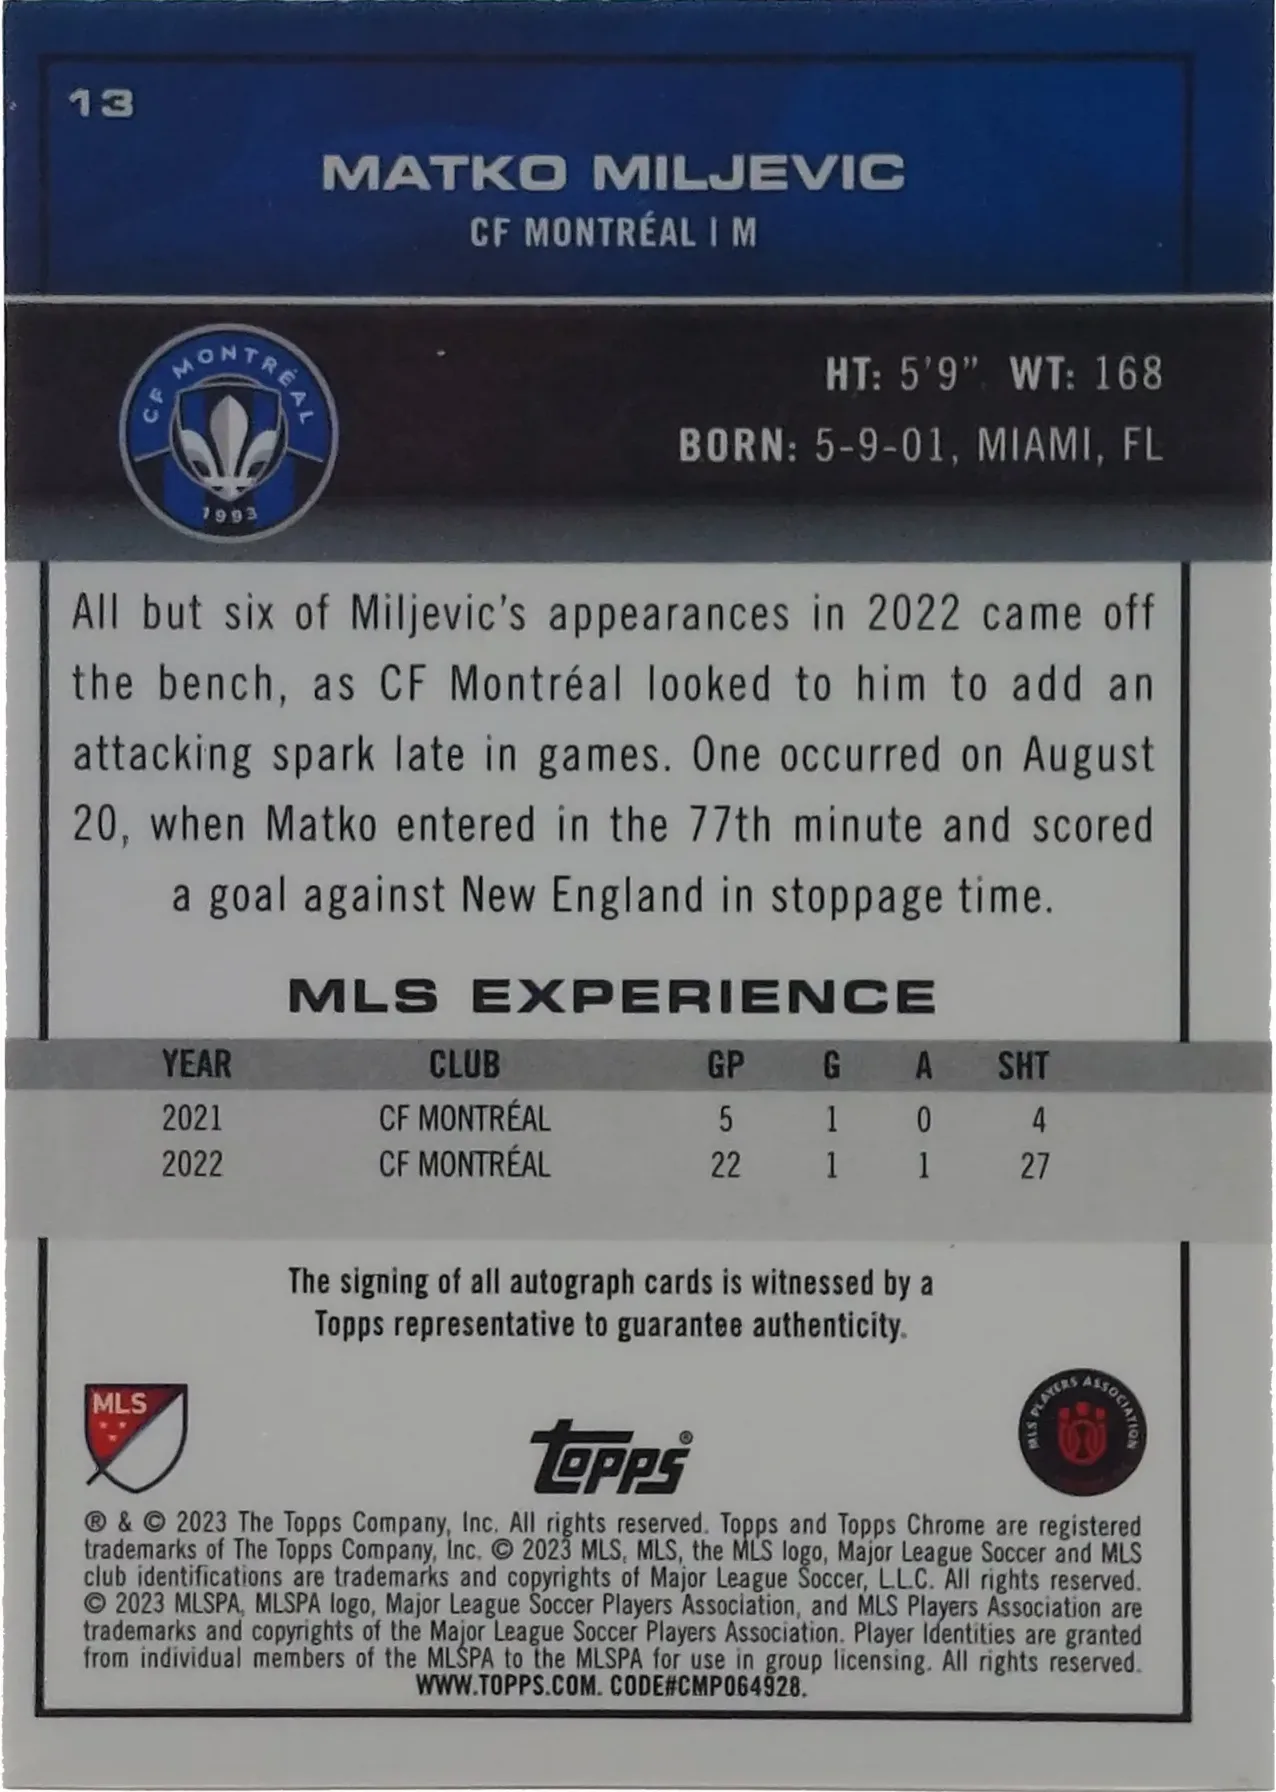 13
MATKO MILJEVIC
CF MONTRÉAL | M
CF MONTRÉAL
1993
HT: 5'9" WT: 168
BORN: 5-9-01, MIAMI, FL
All but six of Miljevic's appearances in 2022 came off
the bench, as CF Montréal looked to him to add an
attacking spark late in games. One occurred on August
20, when Matko entered in the 77th minute and scored
a goal against New England in stoppage time.
MLS EXPERIENCE
YEAR CLUB GP G A SHT
2021 CF MONTRÉAL 5 1 0 4
2022 CF MONTRÉAL 22 1 1 27
The signing of all autograph cards is witnessed by a
Topps representative to guarantee authenticity.
MLS
topps®
MLS PLAYERS ASSOCIATION
® & © 2023 The Topps Company, Inc. All rights reserved. Topps and Topps Chrome are registered
trademarks of The Topps Company, Inc. © 2023 MLS, MLS, the MLS logo, Major League Soccer and MLS
club identifications are trademarks and copyrights of Major League Soccer, L.L.C. All rights reserved.
© 2023 MLSPA, MLSPA logo, Major League Soccer Players Association, and MLS Players Association are
trademarks and copyrights of the Major League Soccer Players Association. Player Identities are granted
from individual members of the MLSPA to the MLSPA for use in group licensing. All rights reserved.
WWW.TOPPS.COM. CODE#CMP064928.